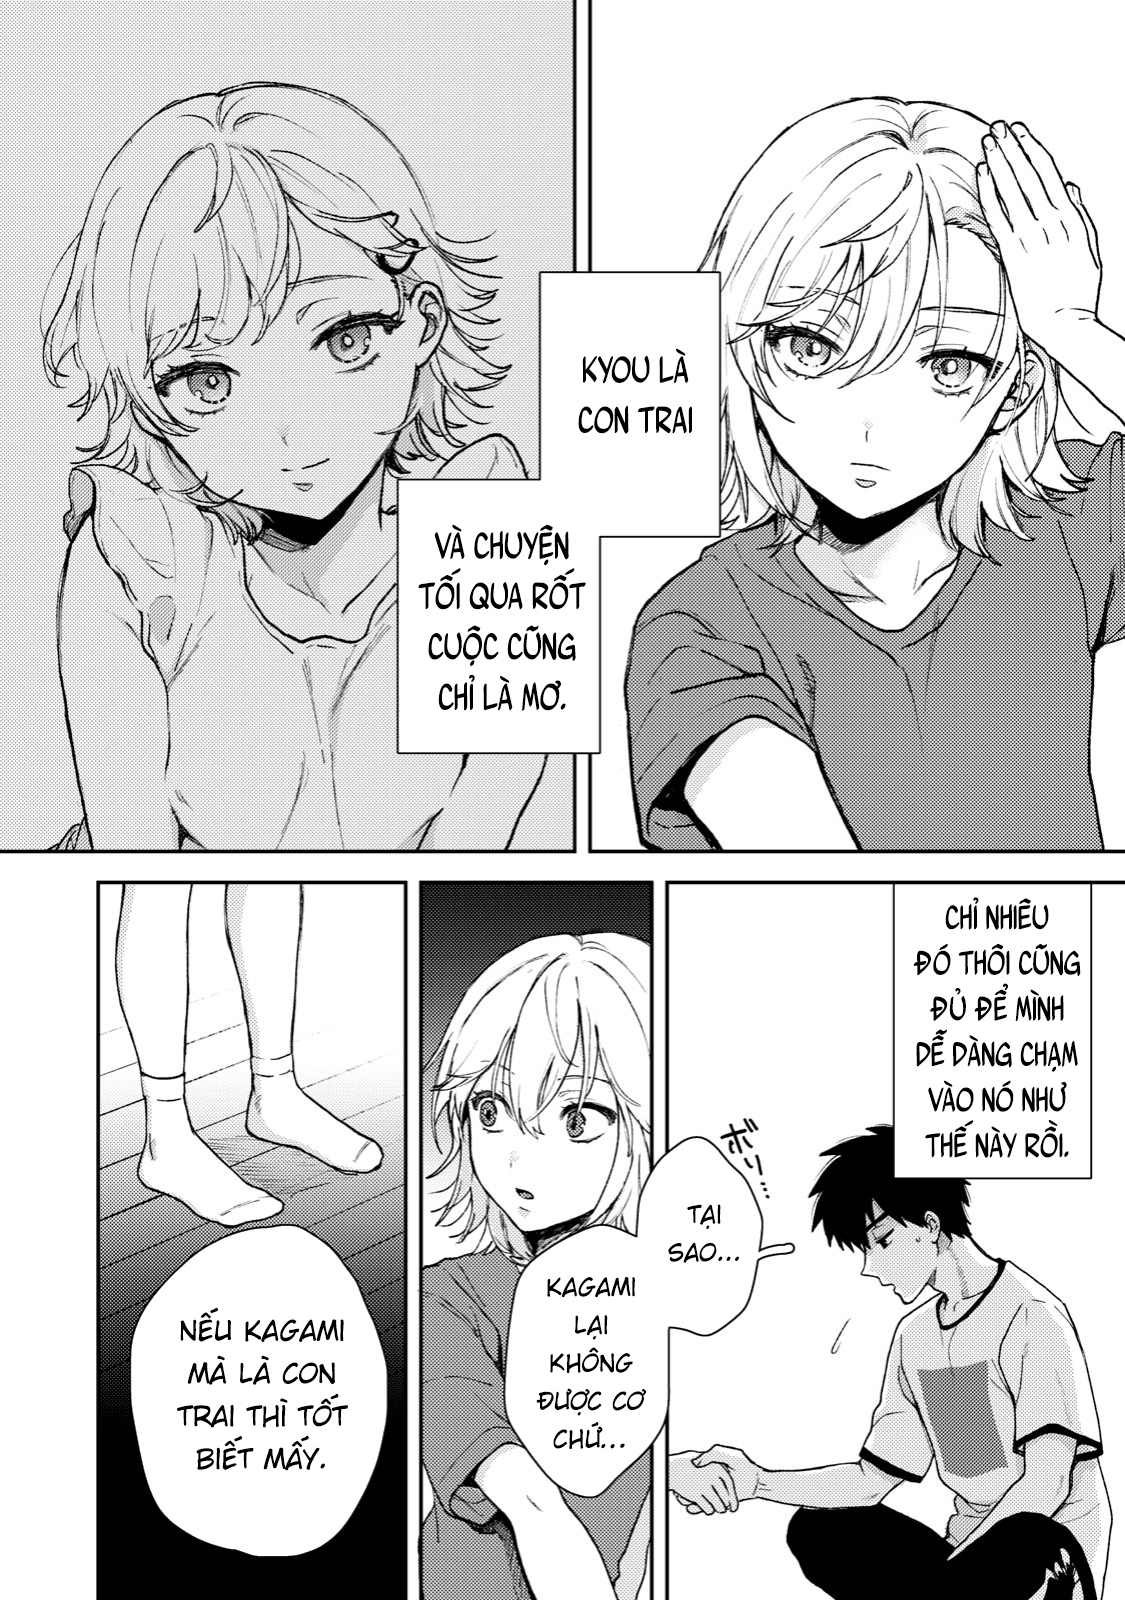 KYOU LÀ
CON TRAI
VÀ CHUYỆN
TỐI QUA RỐT
CUỘC CŨNG
CHỈ LÀ MƠ.
CHỈ NHIÊU
ĐÓ THÔI CŨNG
ĐỦ ĐỂ MÌNH
DỄ DÀNG CHẠM
VÀO NÓ NHƯ
THẾ NÀY RỒI.
ボソ…
TẠI
SAO...
KAGAMI
LẠI
KHÔNG
ĐƯỢC CƠ
CHỨ...
NẾU KAGAMI
MÀ LÀ CON
TRAI THÌ TỐT
BIẾT MẤY.